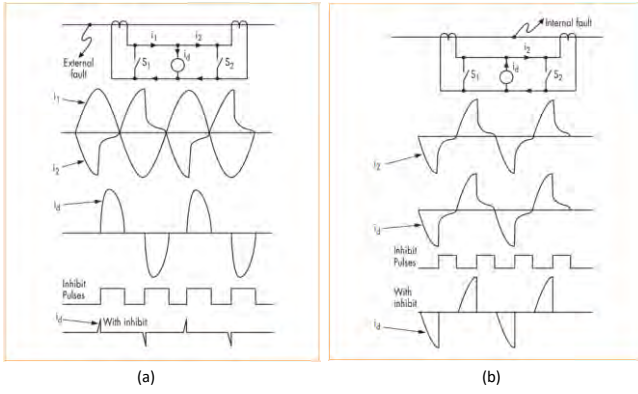 i1 i2
External
fault
S1 id S2
i1
i2
id
Inhibit
Pulses
id With inhibit
(a)
Internal fault
i2
S1 id S2
i2
id
Inhibit
Pulses
With
inhibit
id
(b)